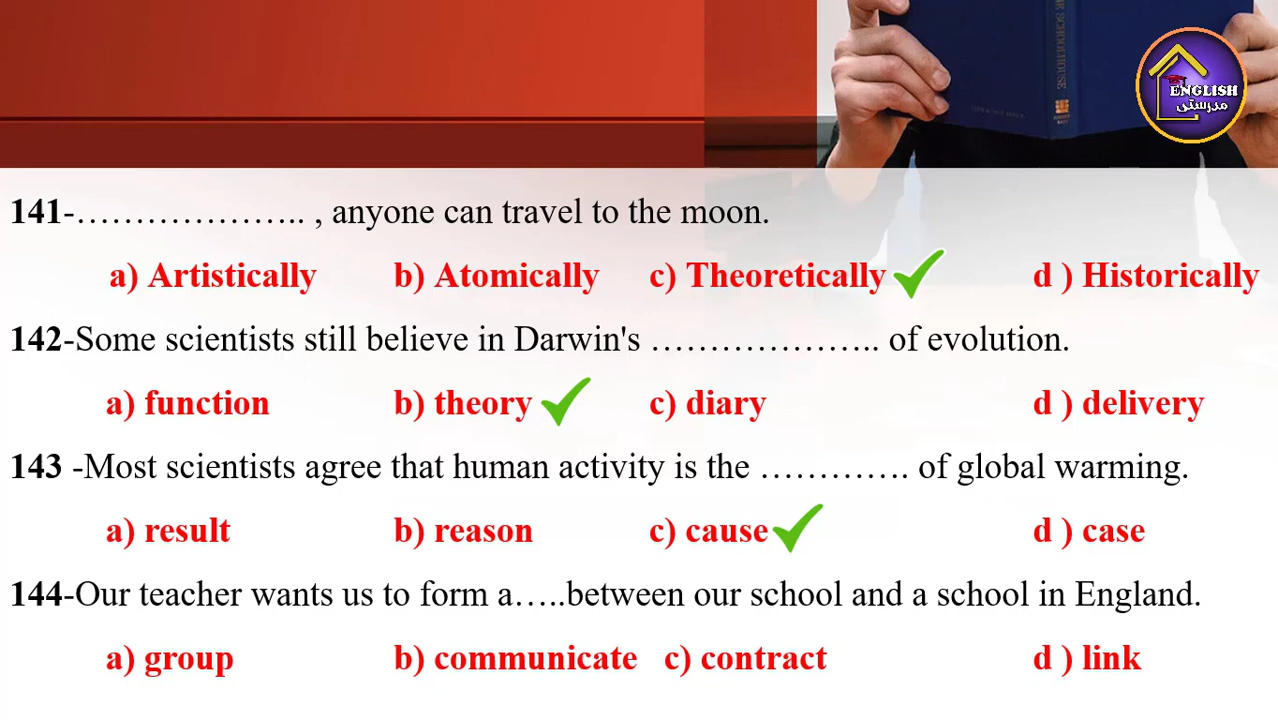 ENGLISH
مدرستي
141-……………….. , anyone can travel to the moon.
a) Artistically b) Atomically c) Theoretically d ) Historically
142-Some scientists still believe in Darwin's ……………….. of evolution.
a) function b) theory c) diary d ) delivery
143 -Most scientists agree that human activity is the …………. of global warming.
a) result b) reason c) cause d ) case
144-Our teacher wants us to form a…..between our school and a school in England.
a) group b) communicate c) contract d ) link